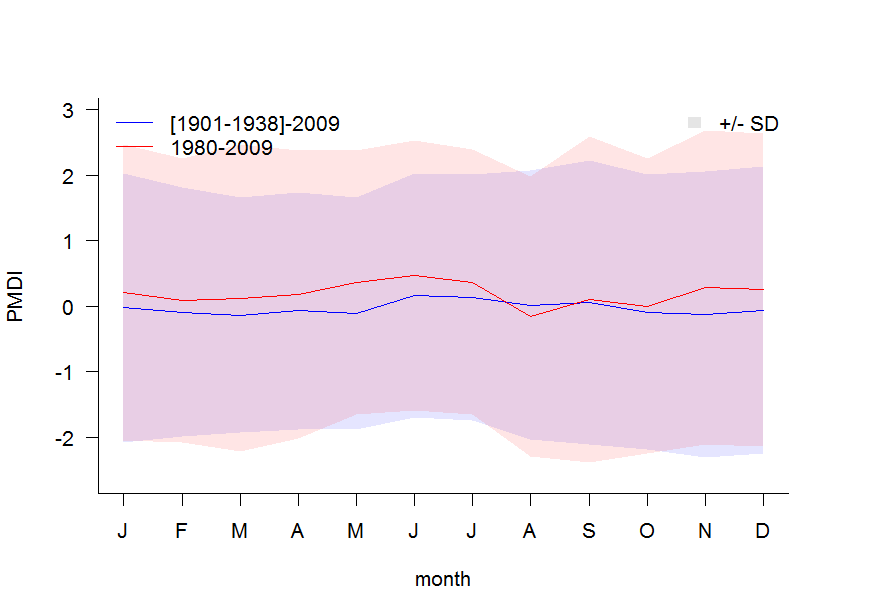 [1901-1938]-2009
1980-2009
+/- SD
PMDI
3
2
1
0
-1
-2
J F M A M J J A S O N D
month